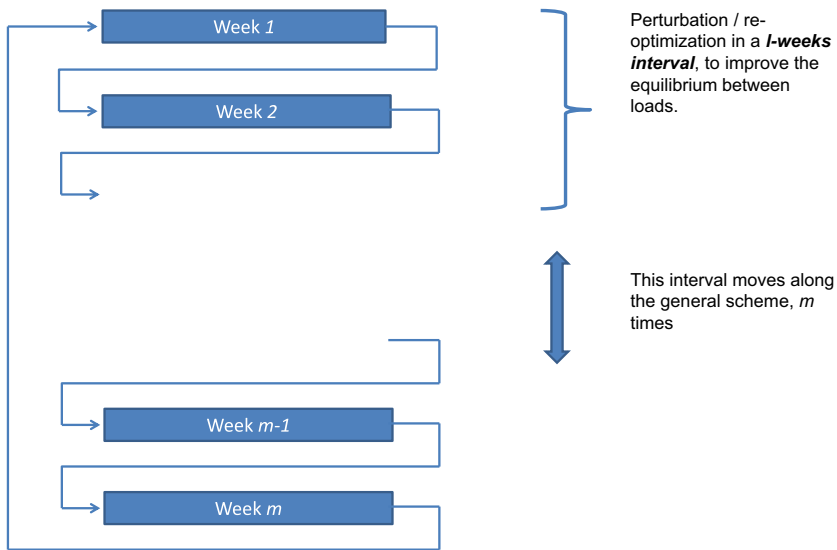 Week 1
Perturbation / re-
optimization in a l-weeks
interval, to improve the
equilibrium between
loads.
Week 2
This interval moves along
the general scheme, m
times
Week m-1
Week m